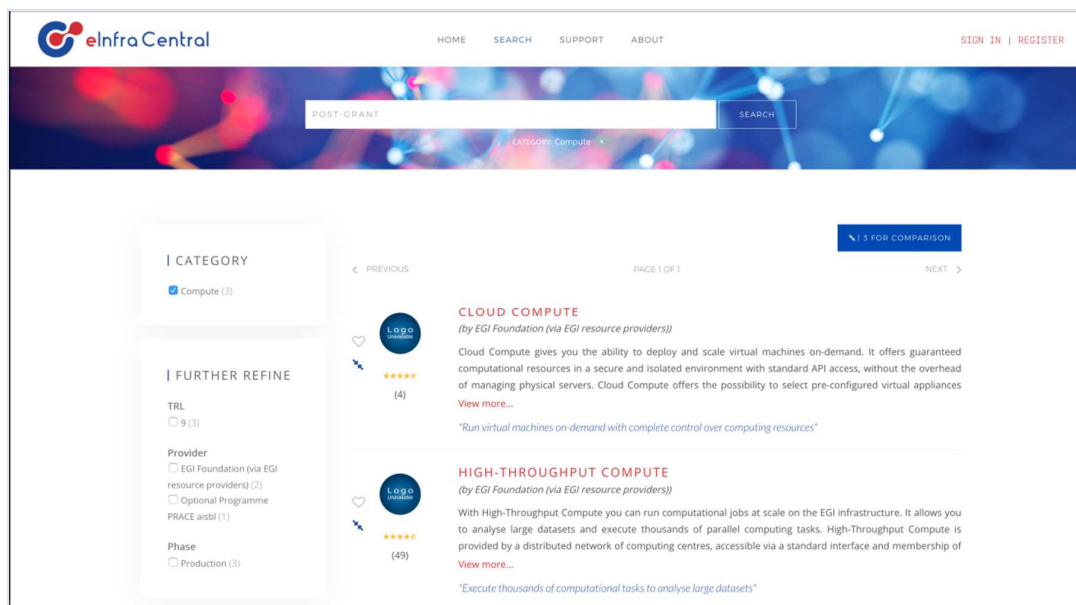 eInfraCentral
HOME SEARCH SUPPORT ABOUT
SIGN IN | REGISTER
POST-GRANT
SEARCH
CATEGORY: Compute ×
| 3 FOR COMPARISON
CATEGORY
Compute (3)
PREVIOUS
PAGE 1 OF 1
NEXT
FURTHER REFINE
TRL
9 (3)
Provider
EGI Foundation (via EGI
resource providers) (2)
Optional Programme
PRACE aisbl (1)
Phase
Production (3)
Logo
Unavailable
(4)
CLOUD COMPUTE
(by EGI Foundation (via EGI resource providers))
Cloud Compute gives you the ability to deploy and scale virtual machines on-demand. It offers guaranteed
computational resources in a secure and isolated environment with standard API access, without the overhead
of managing physical servers. Cloud Compute offers the possibility to select pre-configured virtual appliances
View more...
"Run virtual machines on-demand with complete control over computing resources"
Logo
Unavailable
(49)
HIGH-THROUGHPUT COMPUTE
(by EGI Foundation (via EGI resource providers))
With High-Throughput Compute you can run computational jobs at scale on the EGI infrastructure. It allows you
to analyse large datasets and execute thousands of parallel computing tasks. High-Throughput Compute is
provided by a distributed network of computing centres, accessible via a standard interface and membership of
View more...
"Execute thousands of computational tasks to analyse large datasets"